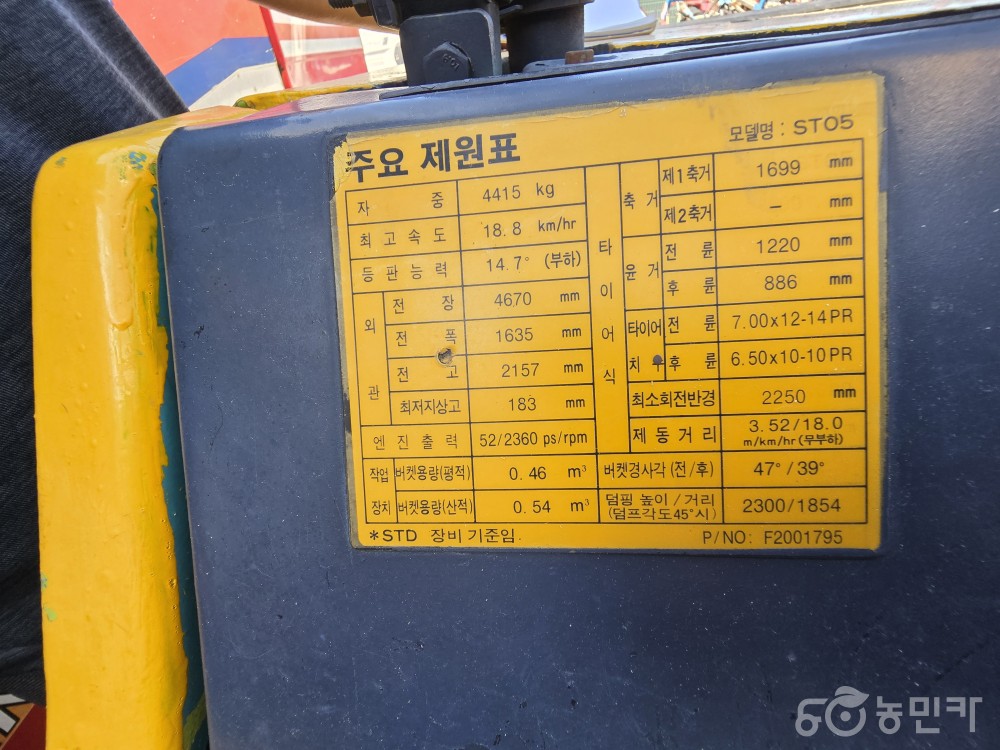 주요 제원표 모델명 : ST05
자 중 4415 kg
최 고 속 도 18.8 km/hr
등 판 능 력 14.7° (부하)
외 관
전 장 4670 mm
전 폭 1635 mm
전 고 2157 mm
최저지상고 183 mm
엔 진 출 력 52/2360 ps/rpm
타 이 어 식
축 거 제1축거 1699 mm
제2축거 - mm
윤 거 전 륜 1220 mm
후 륜 886 mm
타이어 전 륜 7.00x12-14PR
치 수 후 륜 6.50x10-10PR
최소회전반경 2250 mm
제 동 거 리 3.52/18.0
m/km/hr (무부하)
작업 장치
버켓용량(평적) 0.46 m³
버켓용량(산적) 0.54 m³
버켓경사각 (전/후) 47° / 39°
덤핑 높이 / 거리
(덤프각도45°시) 2300/1854
*STD 장비 기준임. P/NO: F2001795
농민카